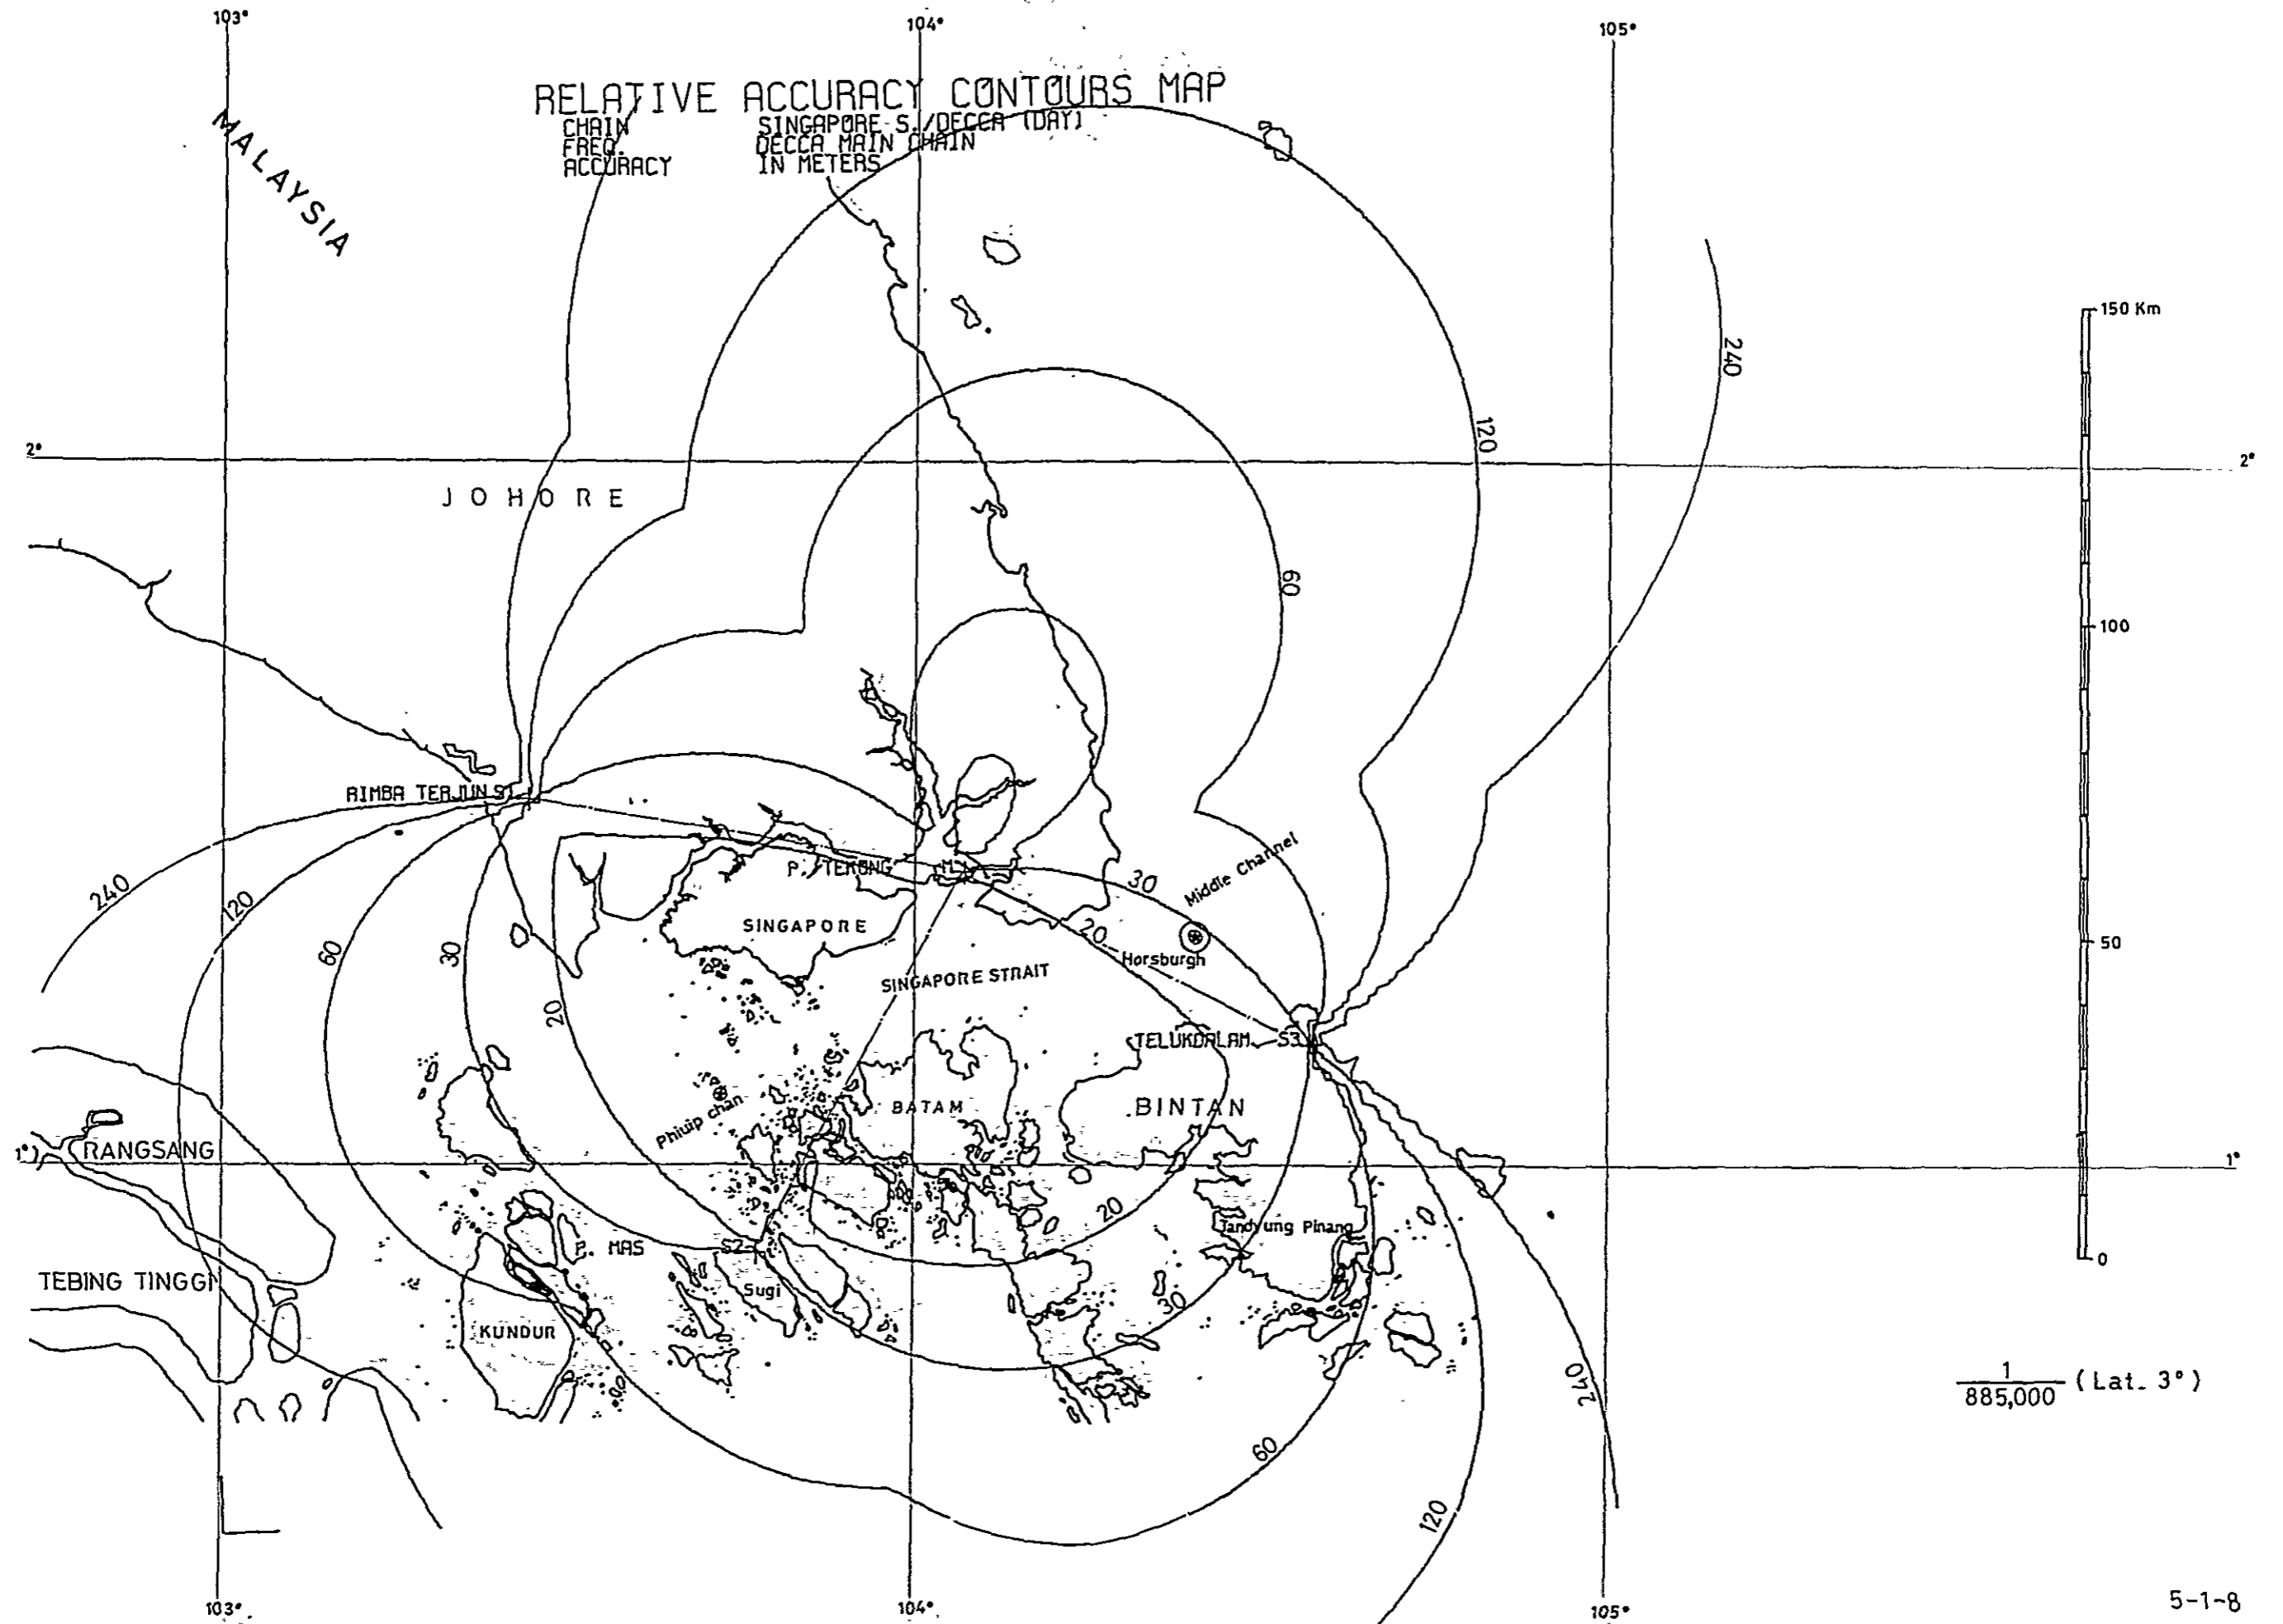 103°
104°
105°
RELATIVE ACCURACY CONTOURS MAP
CHAIN SINGAPORE S./DECCA (DAY)
FREQ. DECCA MAIN CHAIN
ACCURACY IN METERS
MALAYSIA
150 Km
240
120
2°
2°
JOHORE
60
100
RIMBA TERJUN S1
P. TEKONG
M
30
Middle Channel
240
120
SINGAPORE
20
60
30
Horsburgh
50
SINGAPORE STRAIT
20
TELUKDALAM S3
Phiuip chan
BATAM
BINTAN
1°
RANGSANG
1°
20
Tandyung Pinang
P. MAS
S2
0
TEBING TINGGI
Sugi
30
KUNDUR
240
1
885,000
(Lat. 3°)
60
120
103°
104°
105°
5-1-8